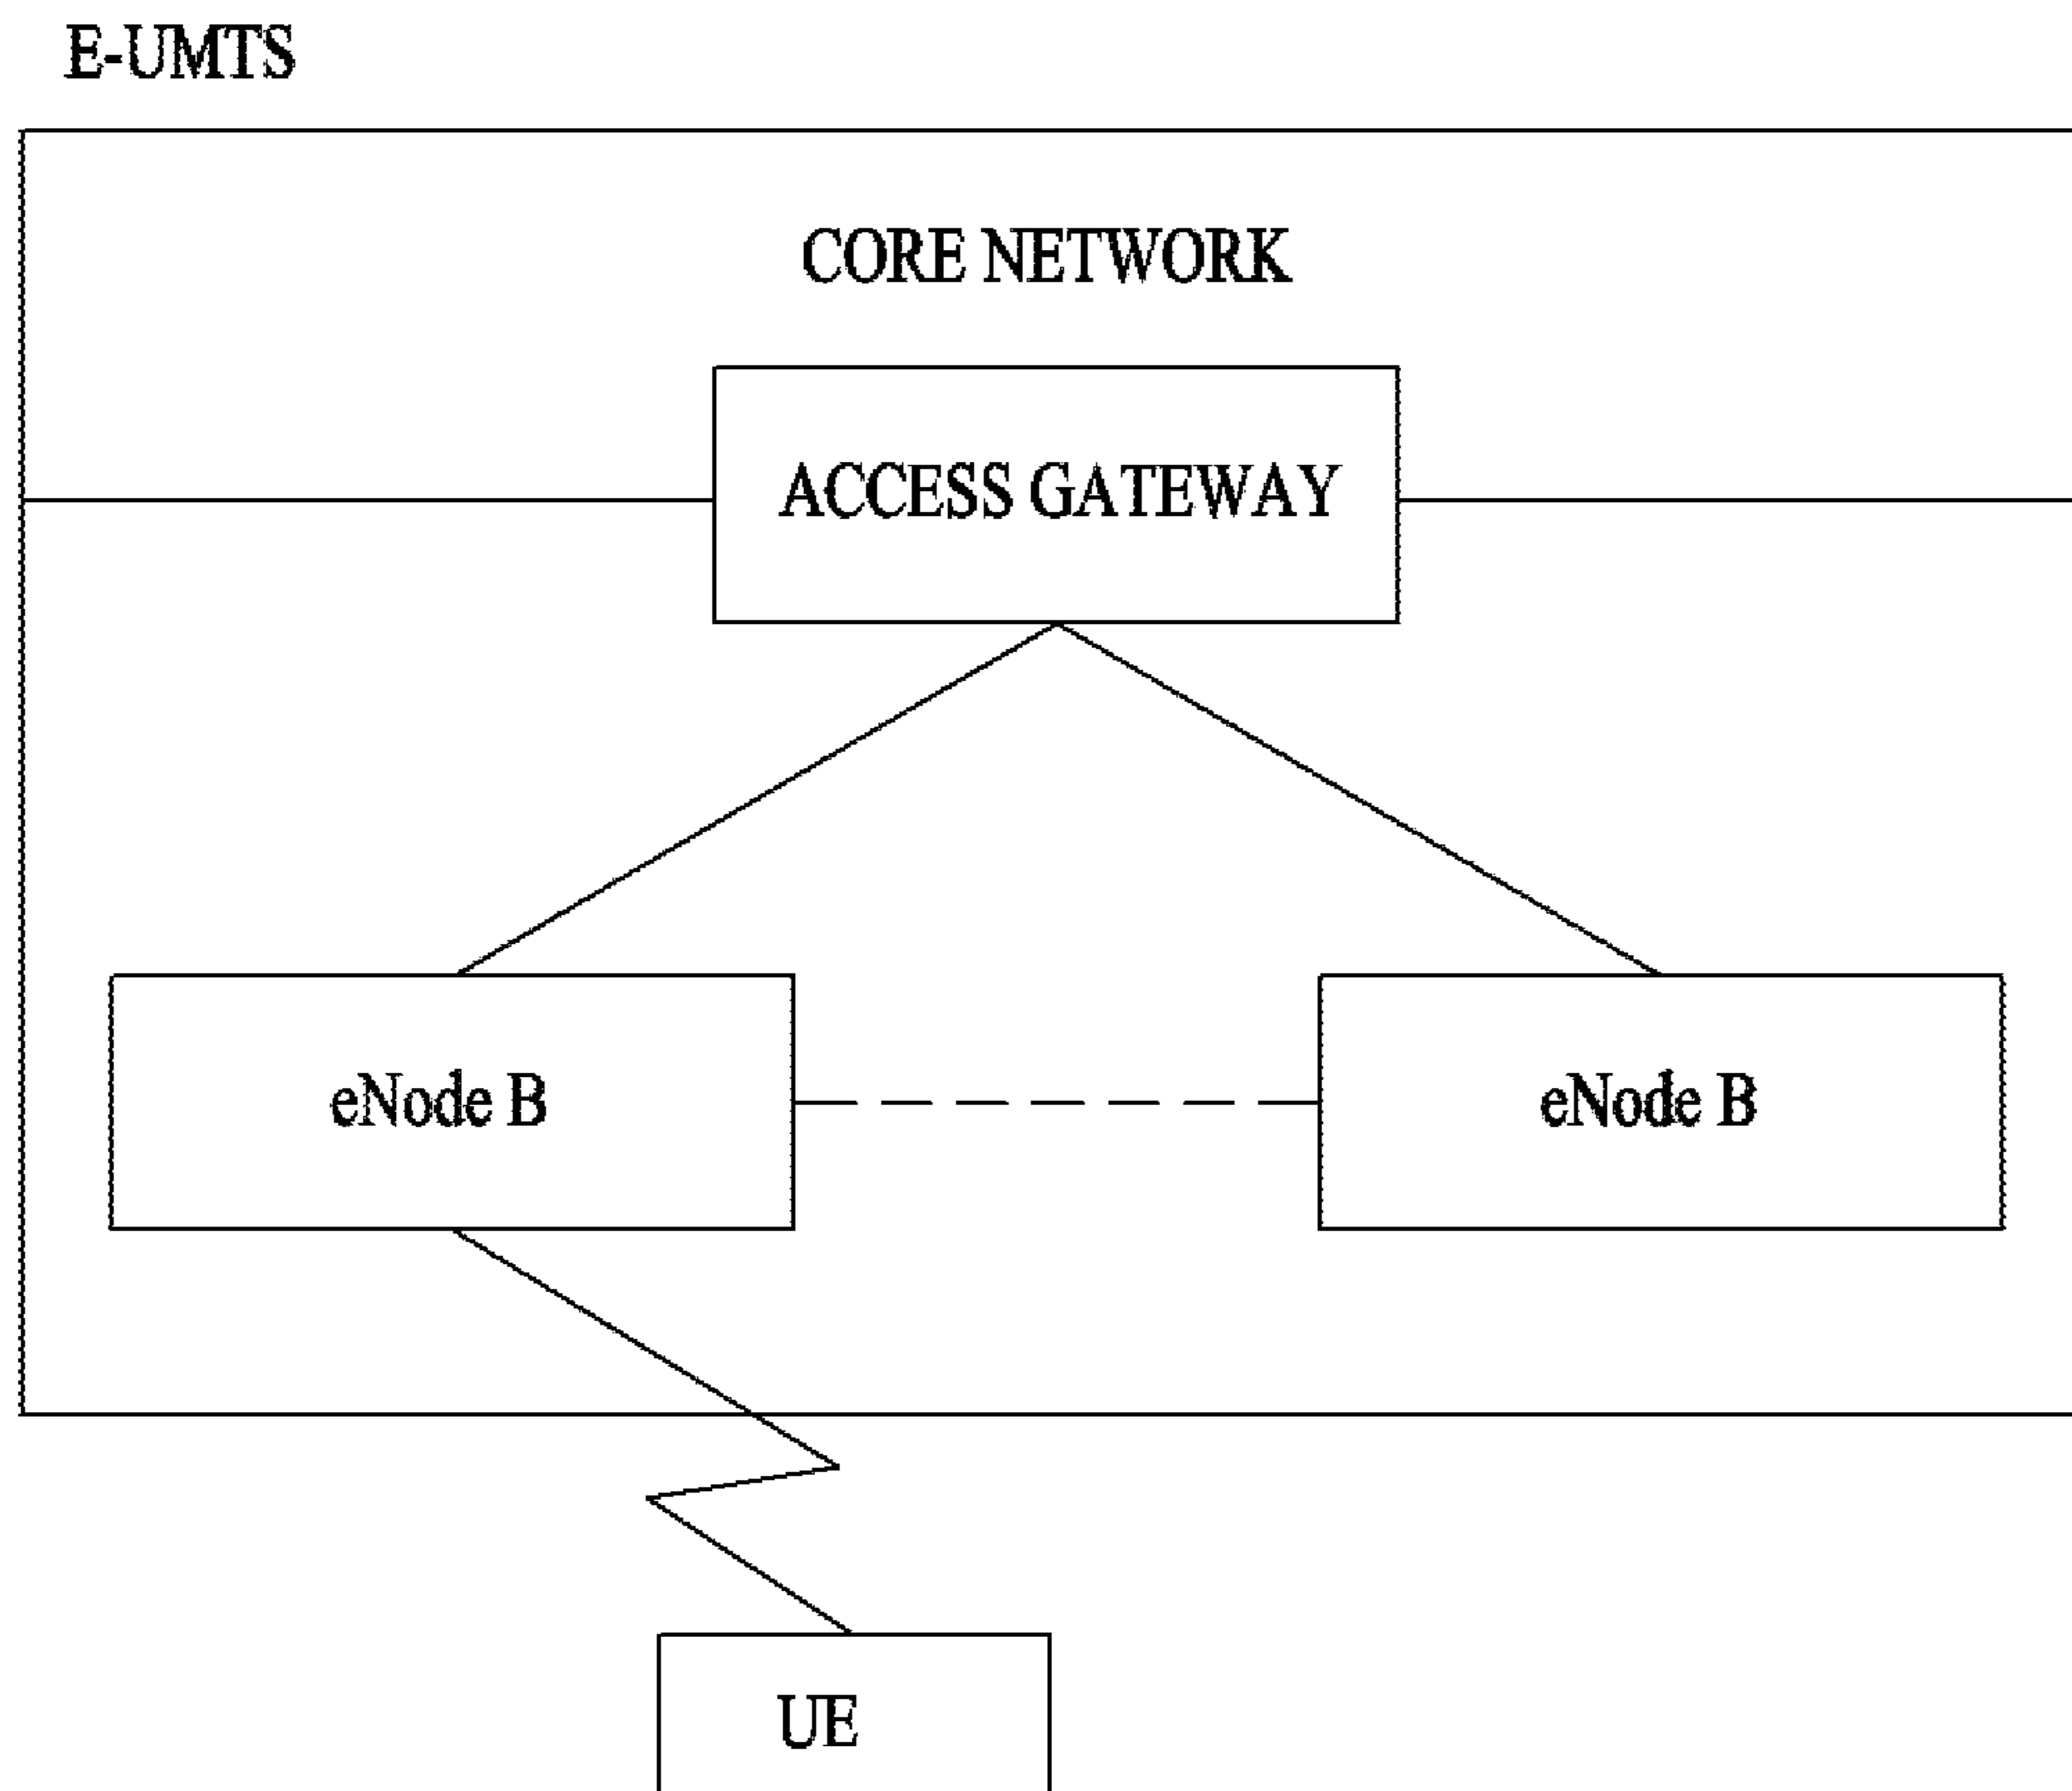 E-UMTS
CORE NETWORK
ACCESS GATEWAY
eNode B
eNode B
UE